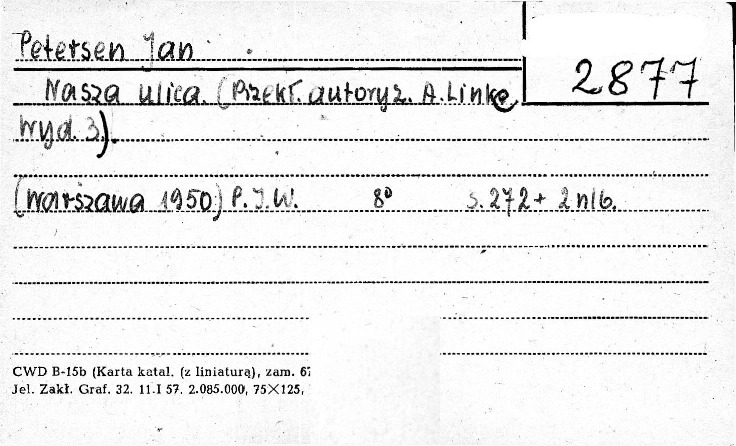 Petersen Jan
2877
Nasza ulica. (Przekł. autoryz. A. Linke
Wyd. 3).
(Warszawa 1950) P.I.W. 8° s. 272 + 2 nlb.
CWD B-15b (Karta katal. (z liniaturą), zam. 67
Jel. Zakł. Graf. 32. 11.I 57. 2.085.000, 75×125,